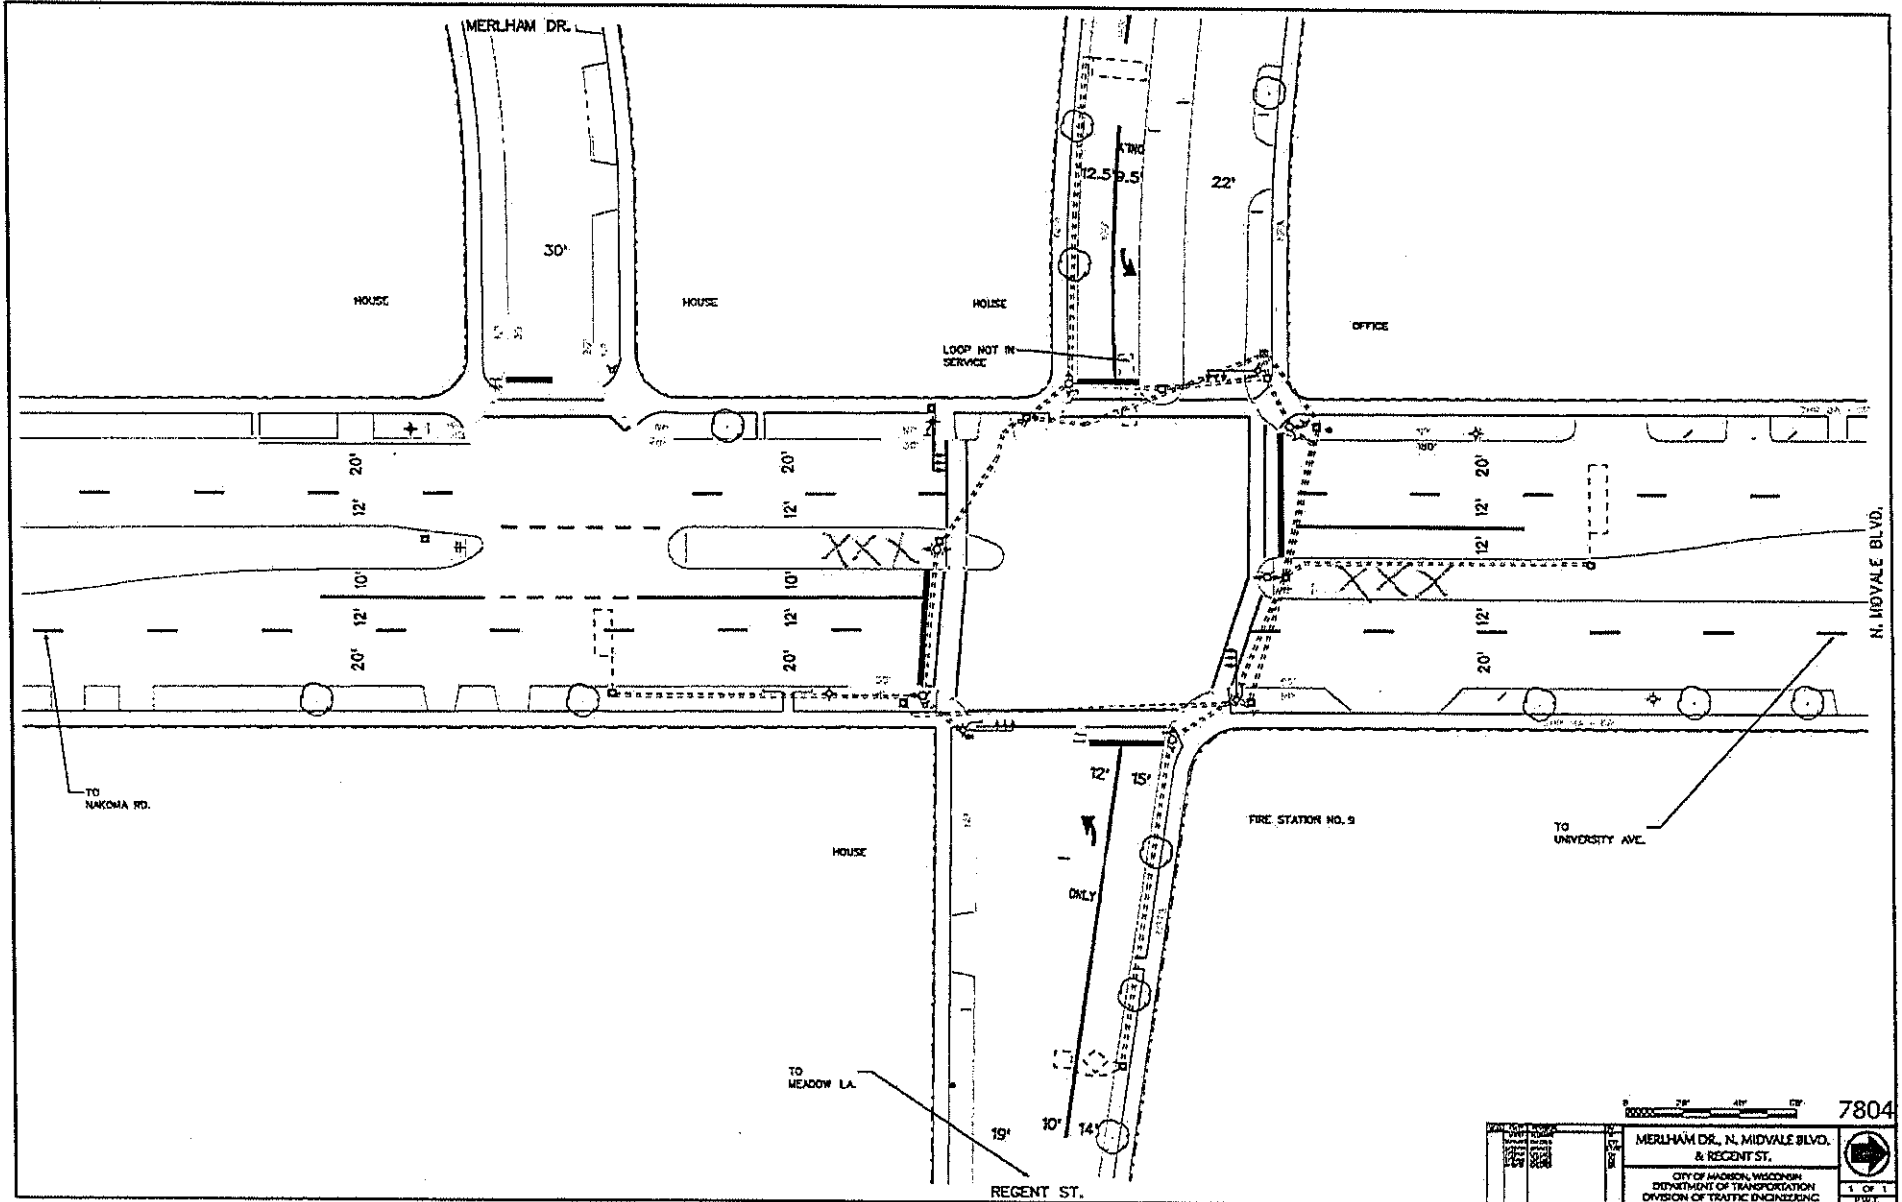 MERLHAM DR.
30'
12.5' 9.5'
22'
HOUSE
HOUSE
HOUSE
OFFICE
LOOP NOT IN
SERVICE
20'
12'
20'
12'
20'
12'
12'
10'
12'
20'
10'
12'
20'
12'
20'
N. MIDVALE BLVD.
TO
NAKOMA RD.
12'
15'
HOUSE
ONLY
FIRE STATION NO. 9
TO
UNIVERSITY AVE.
TO
MEADOW LA.
19'
10'
14'
REGENT ST.
7804
MERLHAM DR., N. MIDVALE BLVD.
& REGENT ST.
CITY OF MADISON, WISCONSIN
DEPARTMENT OF TRANSPORTATION
DIVISION OF TRAFFIC ENGINEERING
1 OF 1